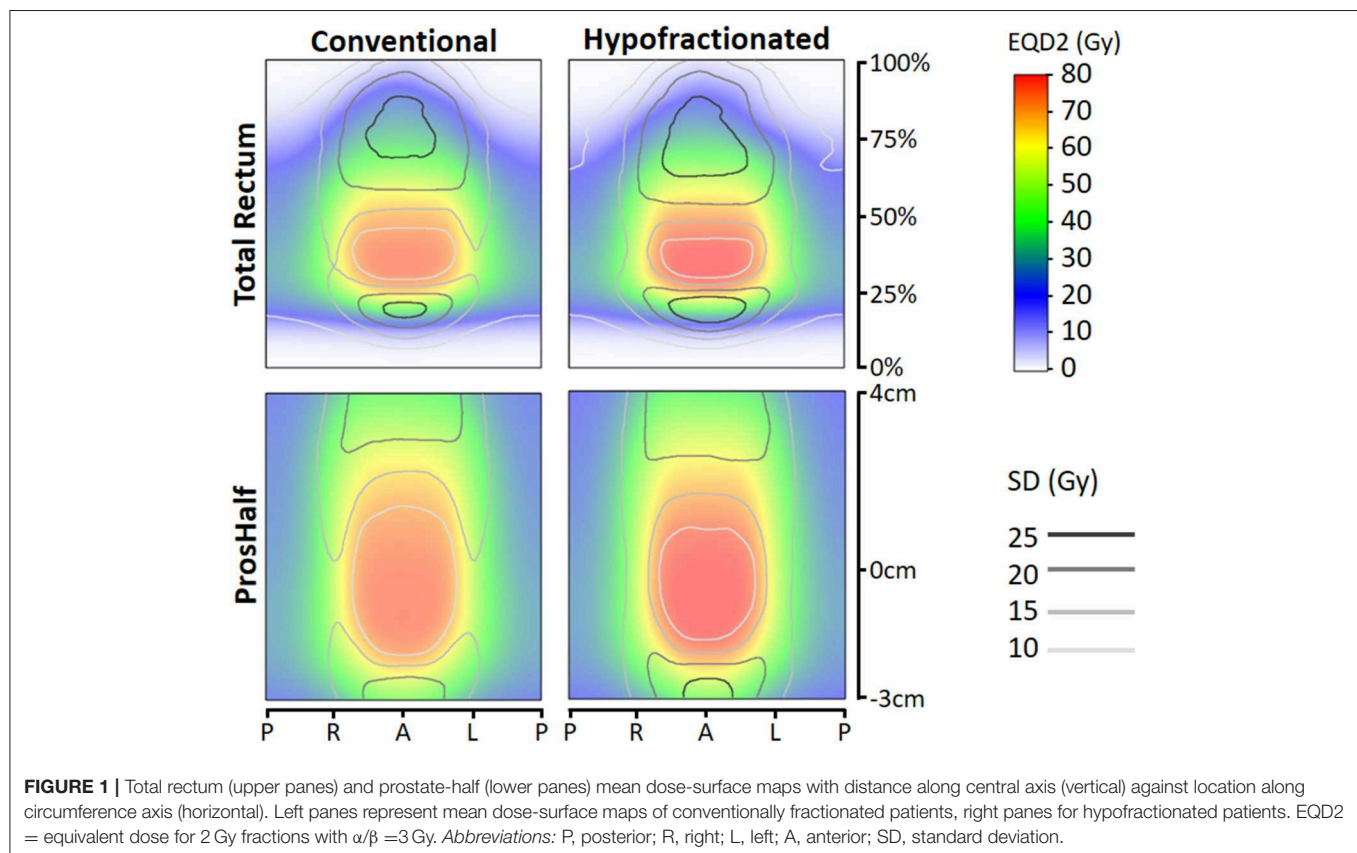 Conventional
Hypofractionated
EQD2 (Gy)
Total Rectum
ProsHalf
100%
75%
50%
25%
0%
4cm
0cm
-3cm
80
70
60
50
40
30
20
10
0
SD (Gy)
25
20
15
10
P R A L P
P R A L P
FIGURE 1 | Total rectum (upper panes) and prostate-half (lower panes) mean dose-surface maps with distance along central axis (vertical) against location along
circumference axis (horizontal). Left panes represent mean dose-surface maps of conventionally fractionated patients, right panes for hypofractionated patients. EQD2
= equivalent dose for 2 Gy fractions with α/β =3 Gy. Abbreviations: P, posterior; R, right; L, left; A, anterior; SD, standard deviation.